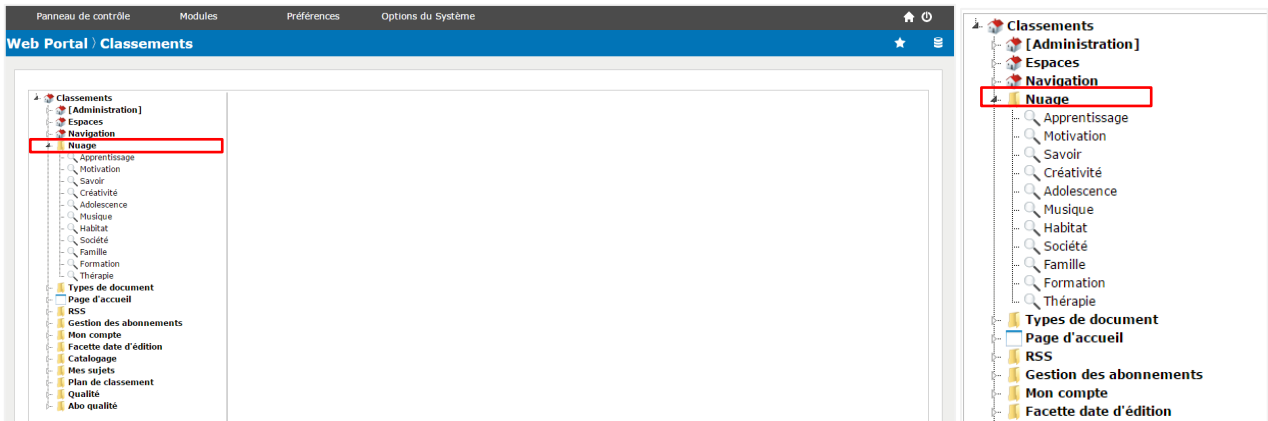 Panneau de contrôle Modules Préférences Options du Système
Web Portal 〉Classements
Classements
[Administration]
Espaces
Navigation
Nuage
Apprentissage
Motivation
Savoir
Créativité
Adolescence
Musique
Habitat
Société
Famille
Formation
Thérapie
Types de document
Page d'accueil
RSS
Gestion des abonnements
Mon compte
Facette date d'édition
Catalogage
Mes sujets
Plan de classement
Qualité
Abo qualité
Classements
[Administration]
Espaces
Navigation
Nuage
Apprentissage
Motivation
Savoir
Créativité
Adolescence
Musique
Habitat
Société
Famille
Formation
Thérapie
Types de document
Page d'accueil
RSS
Gestion des abonnements
Mon compte
Facette date d'édition